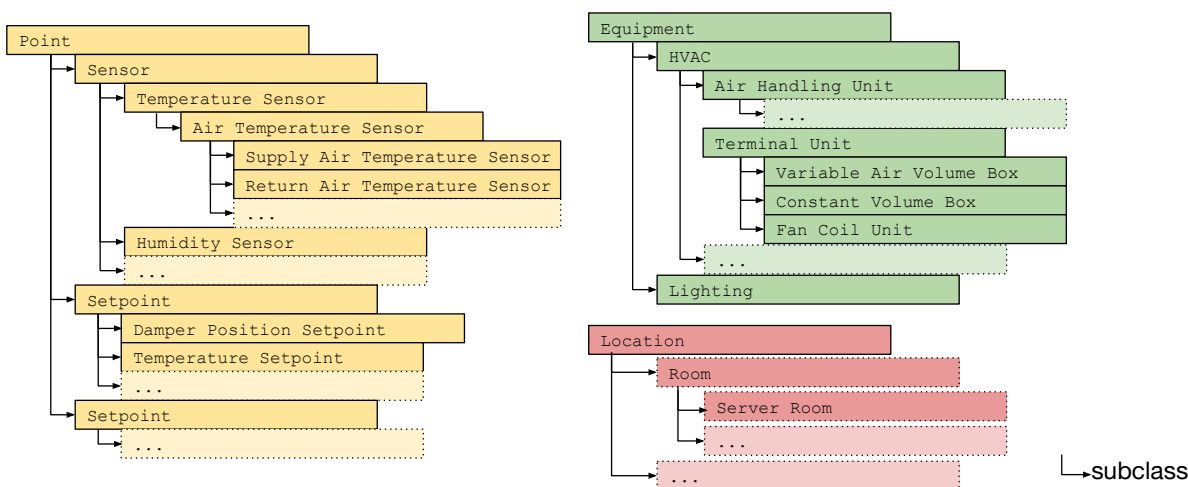 Point
Sensor
Temperature Sensor
Air Temperature Sensor
Supply Air Temperature Sensor
Return Air Temperature Sensor
...
Humidity Sensor
...
Setpoint
Damper Position Setpoint
Temperature Setpoint
...
Setpoint
...
Equipment
HVAC
Air Handling Unit
...
Terminal Unit
Variable Air Volume Box
Constant Volume Box
Fan Coil Unit
...
Lighting
Location
Room
Server Room
...
...
subclass